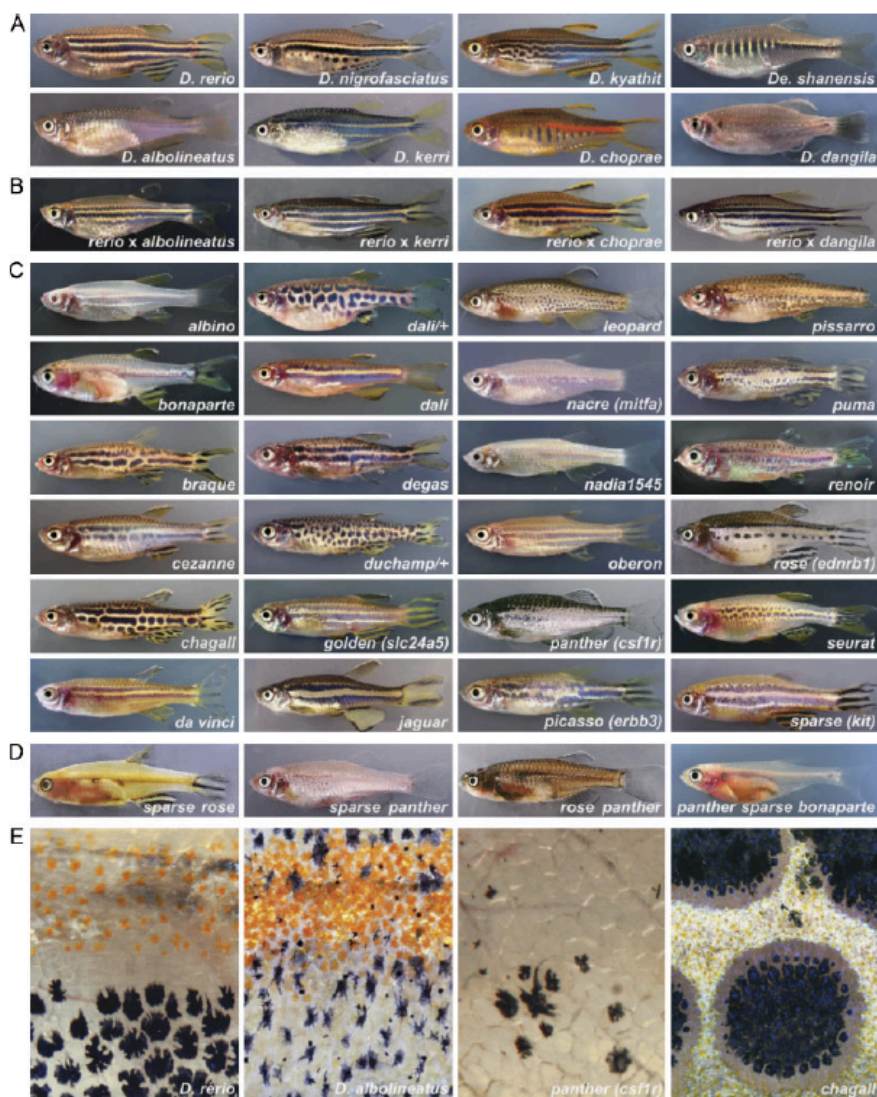 A
D. rerio
D. nigrofasciatus
D. kyathit
De. shanensis
D. albolineatus
D. kerri
D. choprae
D. dangila
B
rerio x albolineatus
rerio x kerri
rerio x choprae
rerio x dangila
C
albino
dali/+
leopard
pissarro
bonaparte
dali
nacre (mitfa)
puma
braque
degas
nadia1545
renoir
cezanne
duchamp/+
oberon
rose (ednrb1)
chagall
golden (slc24a5)
panther (csf1r)
seurat
da vinci
jaguar
picasso (erbb3)
sparse (kit)
D
sparse rose
sparse panther
rose panther
panther sparse bonaparte
E
D. rerio
D. albolineatus
panther (csf1r)
chagall